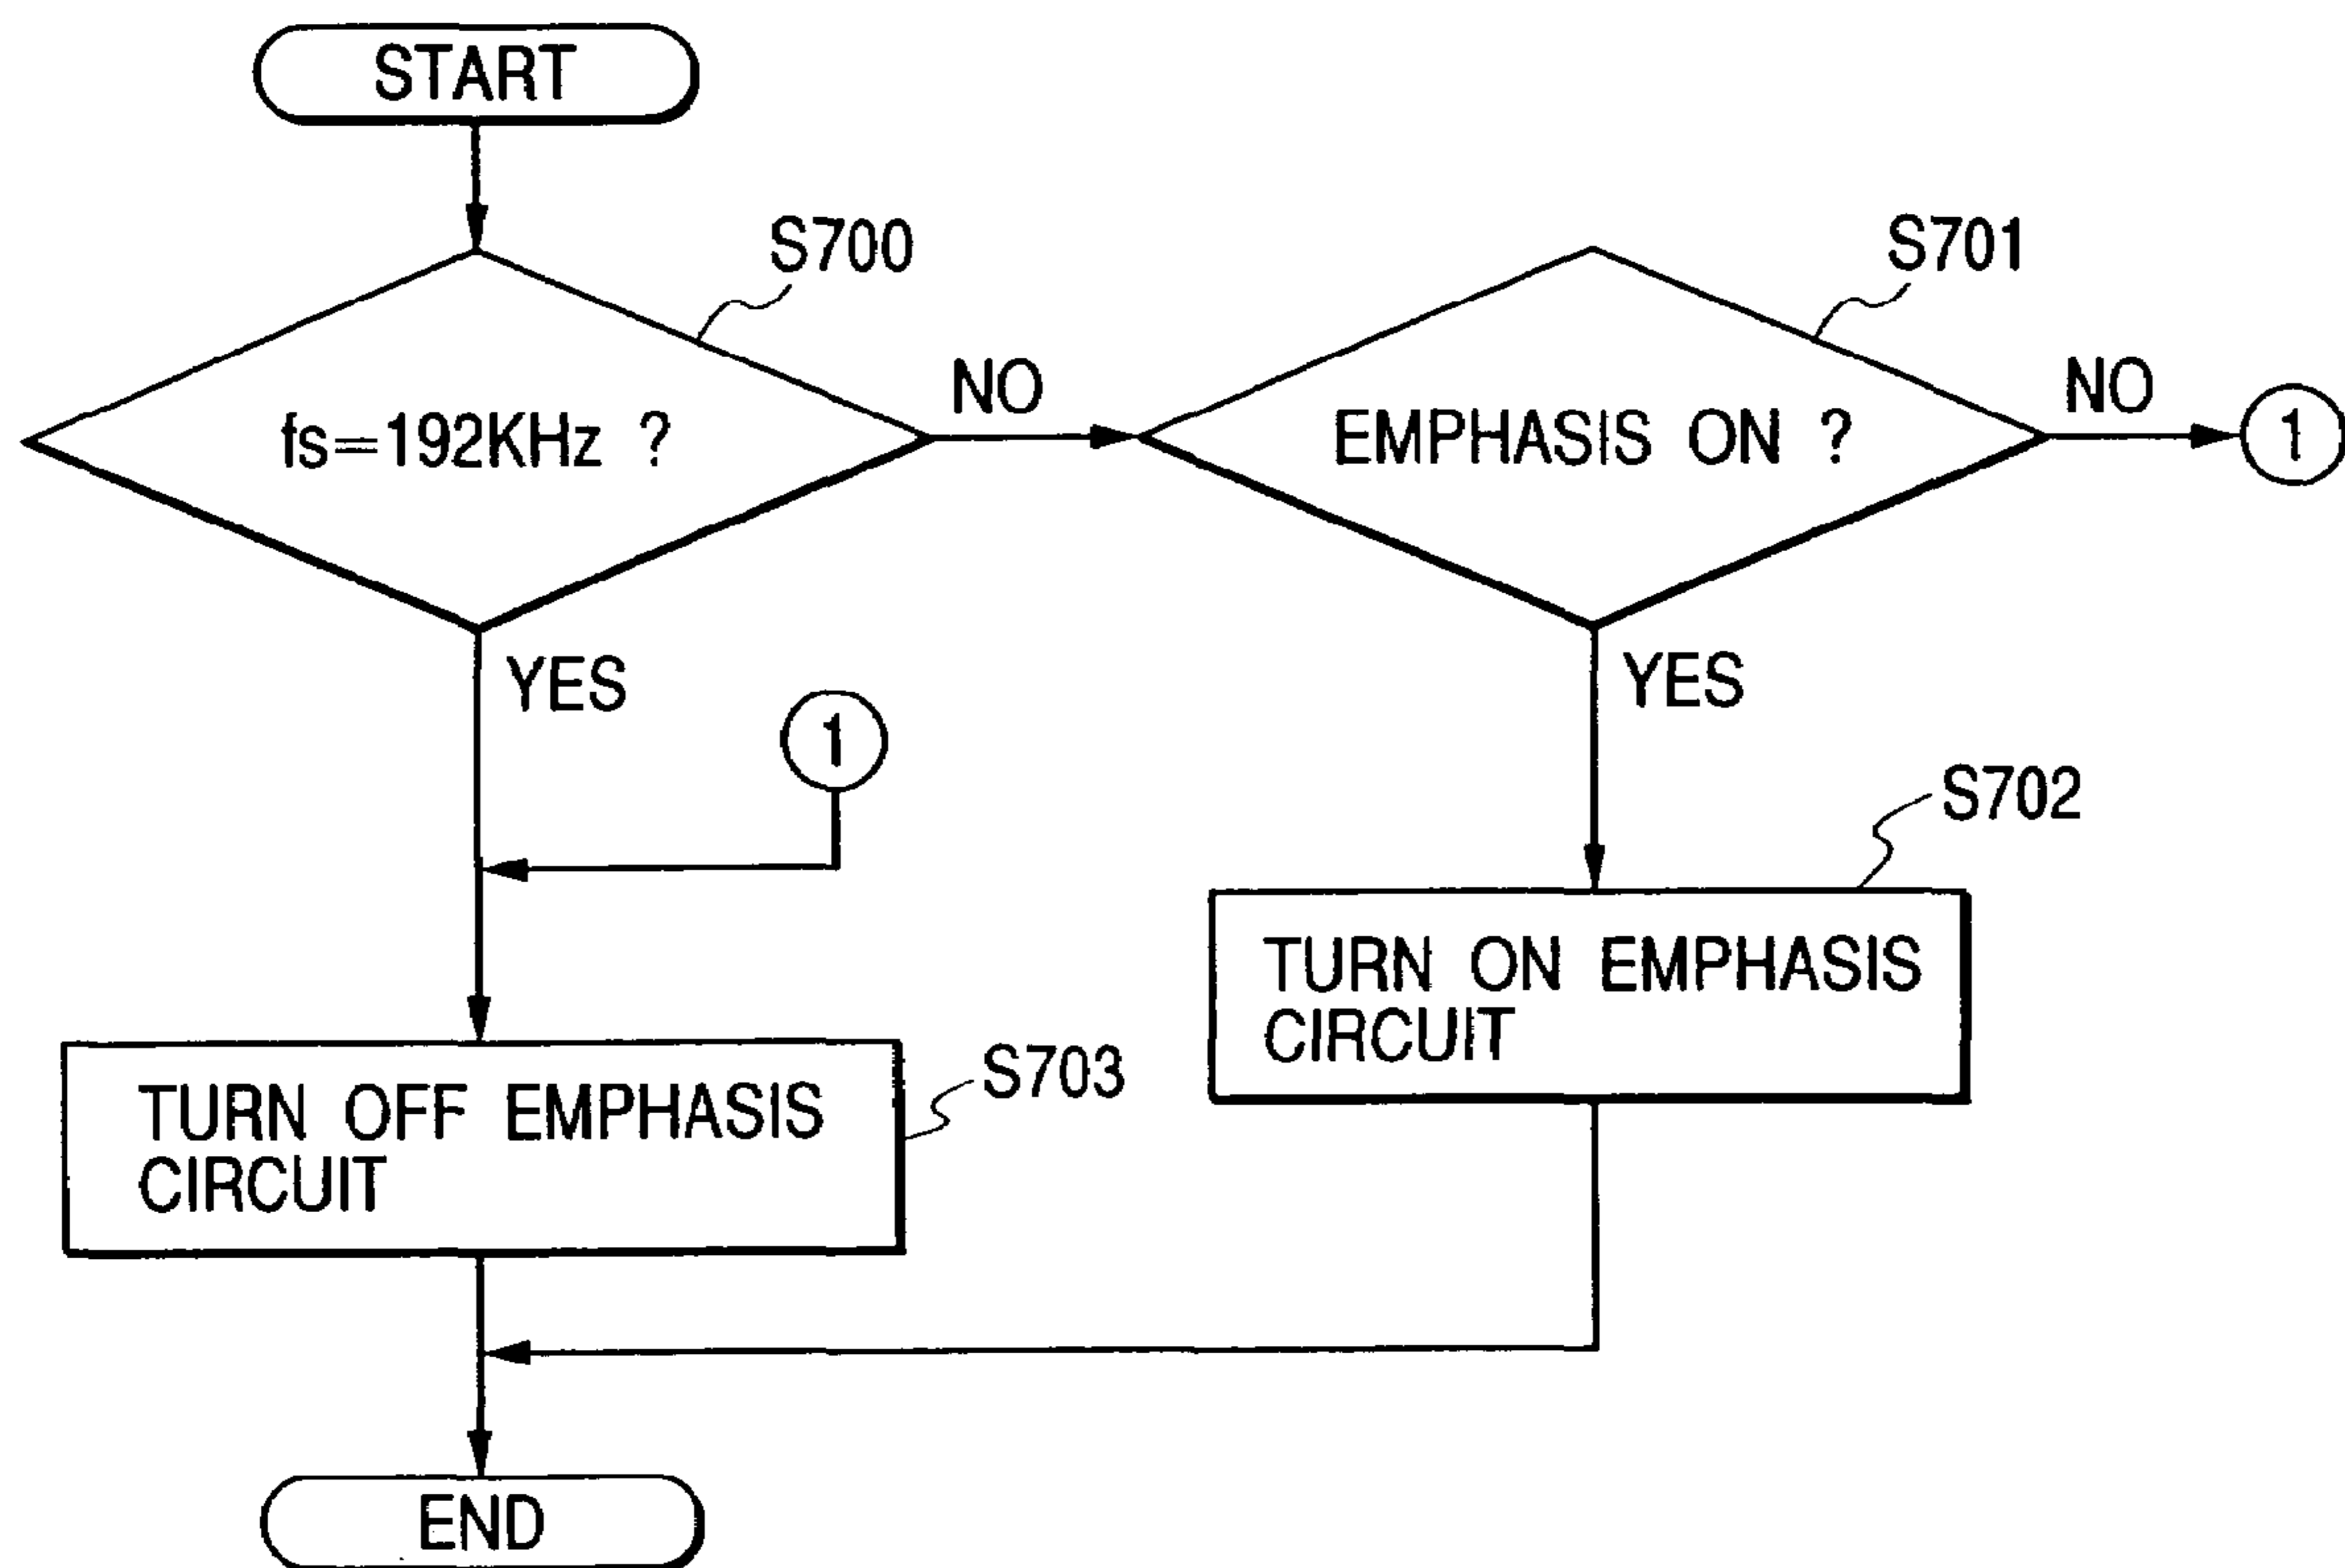 START
S700
fs=192KHz ?
NO
S701
EMPHASIS ON ?
NO
1
YES
1
YES
S702
TURN ON EMPHASIS
CIRCUIT
S703
TURN OFF EMPHASIS
CIRCUIT
END